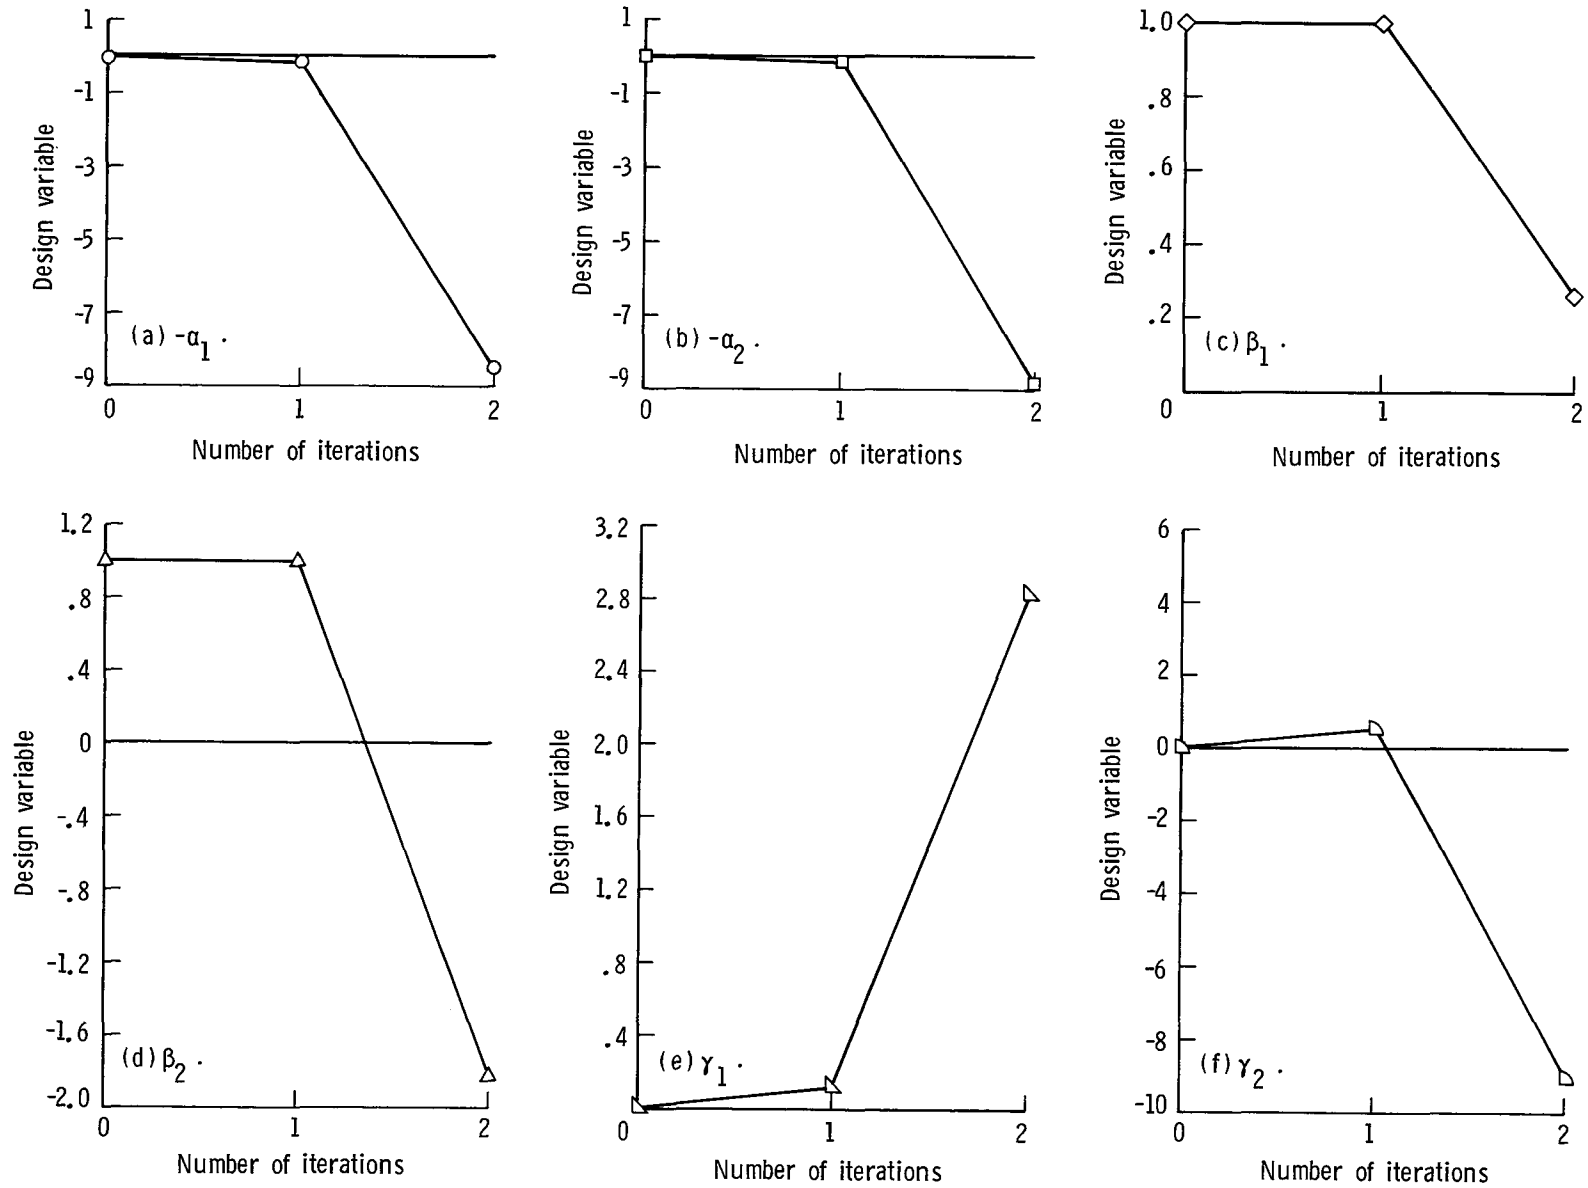 1
-1
-3
-5
-7
-9
Design variable
(a) -α1 .
0 1 2
Number of iterations
1
-1
-3
-5
-7
-9
Design variable
(b) -α2 .
0 1 2
Number of iterations
1.0
.8
.6
.4
.2
0
Design variable
(c) β1 .
1 2
Number of iterations
1.2
.8
.4
0
-.4
-.8
-1.2
-1.6
-2.0
Design variable
(d) β2 .
0 1 2
Number of iterations
3.2
2.8
2.4
2.0
1.6
1.2
.8
.4
Design variable
(e) γ1 .
0 1 2
Number of iterations
6
4
2
0
-2
-4
-6
-8
-10
Design variable
(f) γ2 .
0 1 2
Number of iterations